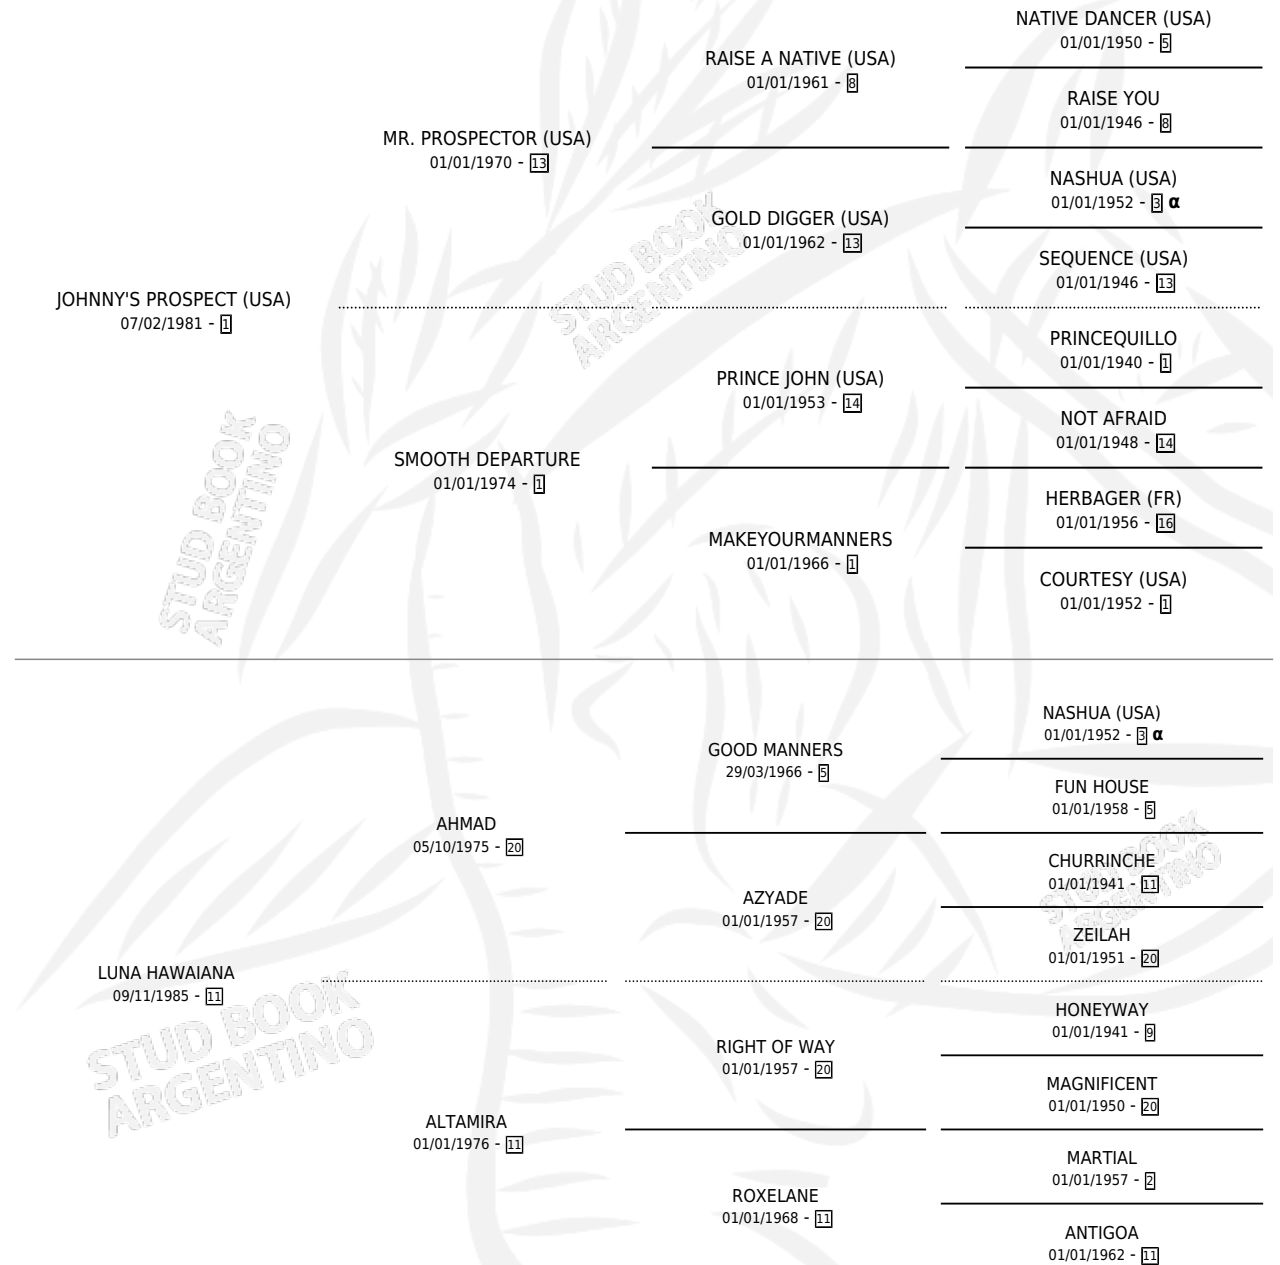 NATIVE DANCER (USA)
01/01/1950 - 5
RAISE A NATIVE (USA)
01/01/1961 - 8
RAISE YOU
01/01/1946 - 8
MR. PROSPECTOR (USA)
01/01/1970 - 13
NASHUA (USA)
01/01/1952 - 3 α
GOLD DIGGER (USA)
01/01/1962 - 13
SEQUENCE (USA)
01/01/1946 - 13
JOHNNY'S PROSPECT (USA)
07/02/1981 - 1
STUD BOOK
ARGENTINO
PRINCEQUILLO
01/01/1940 - 1
PRINCE JOHN (USA)
01/01/1953 - 14
NOT AFRAID
01/01/1948 - 14
SMOOTH DEPARTURE
01/01/1974 - 1
HERBAGER (FR)
01/01/1956 - 16
MAKEYOURMANNERS
01/01/1966 - 1
COURTESY (USA)
01/01/1952 - 1
STUD BOOK
ARGENTINO
NASHUA (USA)
01/01/1952 - 3 α
GOOD MANNERS
29/03/1966 - 5
FUN HOUSE
01/01/1958 - 5
AHMAD
05/10/1975 - 20
CHURRINCHE
01/01/1941 - 11
AZYADE
01/01/1957 - 20
ZEILAH
01/01/1951 - 20
STUD BOOK
ARGENTINO
LUNA HAWAIANA
09/11/1985 - 11
HONEYWAY
01/01/1941 - 9
RIGHT OF WAY
01/01/1957 - 20
MAGNIFICENT
01/01/1950 - 20
STUD BOOK
ARGENTINO
ALTAMIRA
01/01/1976 - 11
MARTIAL
01/01/1957 - 2
ROXELANE
01/01/1968 - 11
ANTIGOA
01/01/1962 - 11